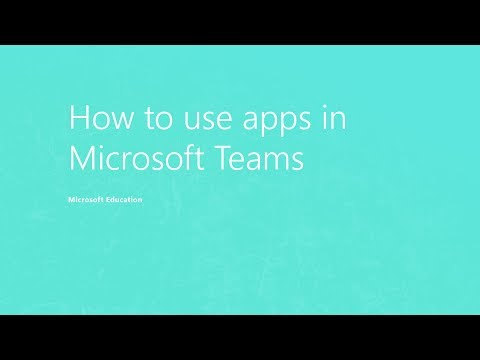 How to use apps in
Microsoft Teams
Microsoft Education